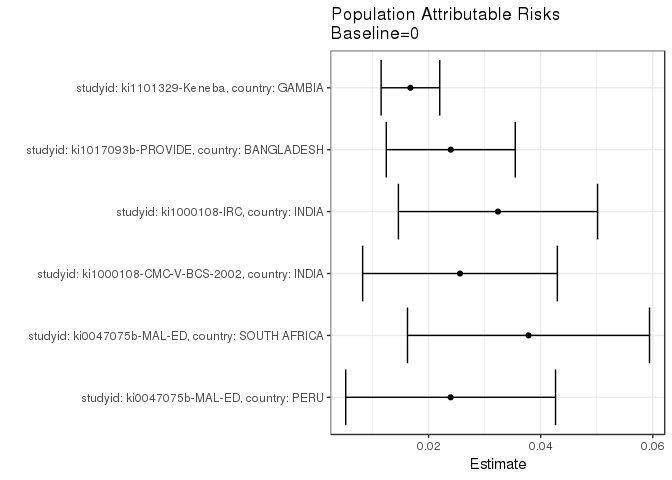 Population Attributable Risks
Baseline=0
studyid: ki1101329-Keneba, country: GAMBIA
studyid: ki1017093b-PROVIDE, country: BANGLADESH
studyid: ki1000108-IRC, country: INDIA
studyid: ki1000108-CMC-V-BCS-2002, country: INDIA
studyid: ki0047075b-MAL-ED, country: SOUTH AFRICA
studyid: ki0047075b-MAL-ED, country: PERU
0.02 0.04 0.06
Estimate